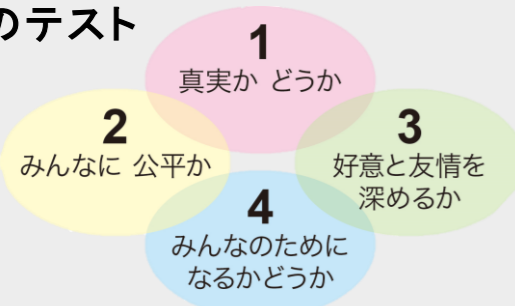 のテスト
1
真実か どうか
2
みんなに 公平か
3
好意と友情を
深めるか
4
みんなのために
なるかどうか